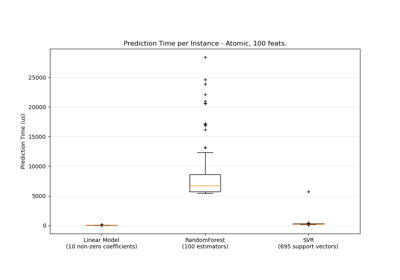 Prediction Time per Instance - Atomic, 100 feats.
Prediction Time (us)
25000
20000
15000
10000
5000
0
Linear Model
(10 non-zero coefficients)
RandomForest
(100 estimators)
SVR
(695 support vectors)